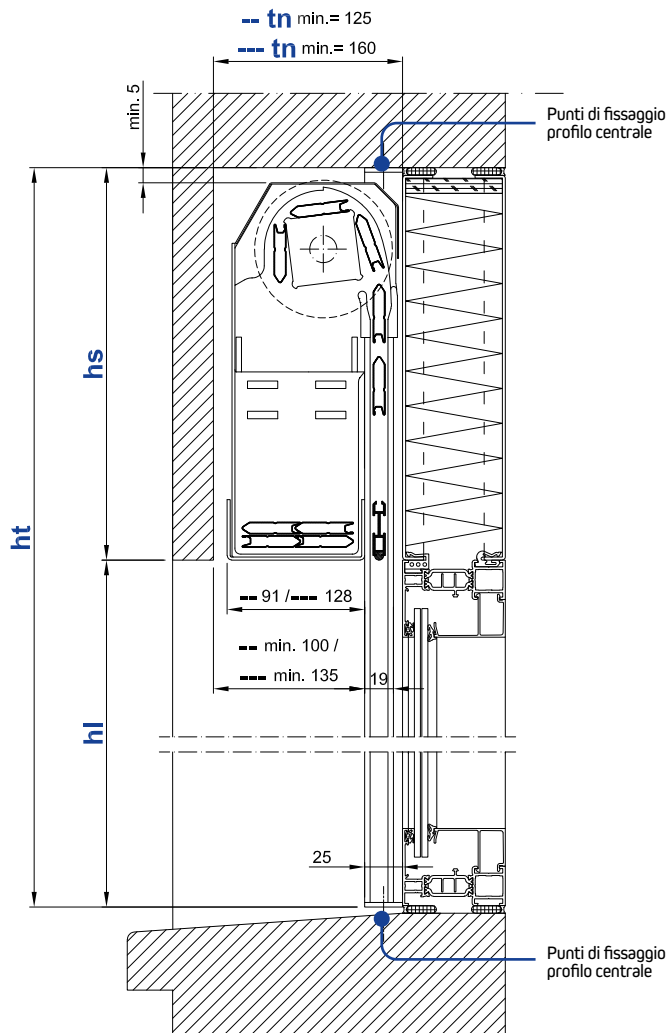 -- tn min.= 125
--- tn min.= 160
min. 5
Punti di fissaggio
profilo centrale
hs
ht
-- 91 / --- 128
-- min. 100 /
--- min. 135
19
hl
25
Punti di fissaggio
profilo centrale